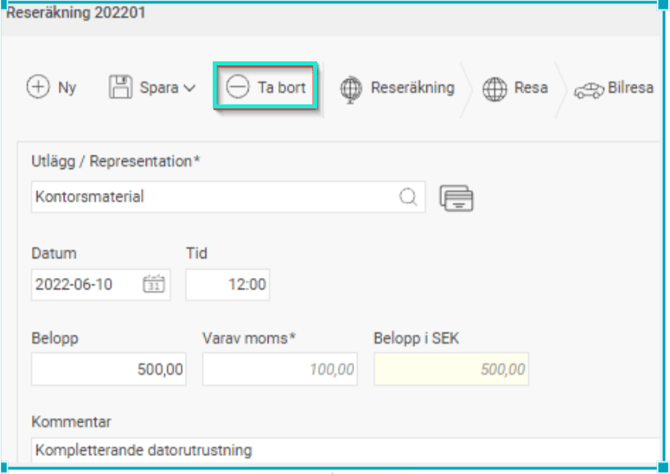 Reseräkning 202201
Ny Spara Ta bort Reseräkning Resa Bilresa
Utlägg / Representation*
Kontorsmaterial
Datum Tid
2022-06-10 31 12:00
Belopp Varav moms* Belopp i SEK
500,00 100,00 500,00
Kommentar
Kompletterande datorutrustning